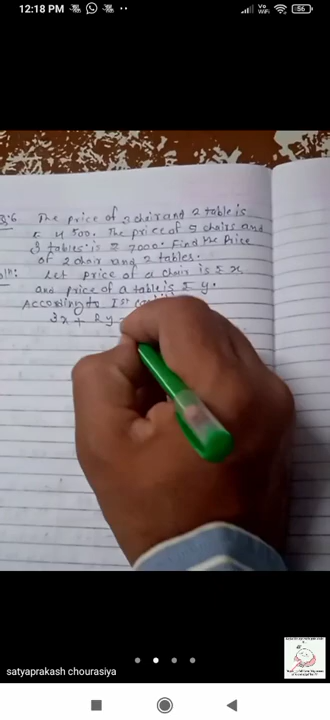 12:18 PM
56
Q.6 The price of 3 chair and 2 table is
₹ 4500. The price of 5 chairs and
3 tables is ₹ 7000. Find the Price
of 2 chair and 2 tables.
Let price of a chair is ₹ x
and price of a table is ₹ y.
According to Ist
3x + 2y =
satyaprakash chourasiya